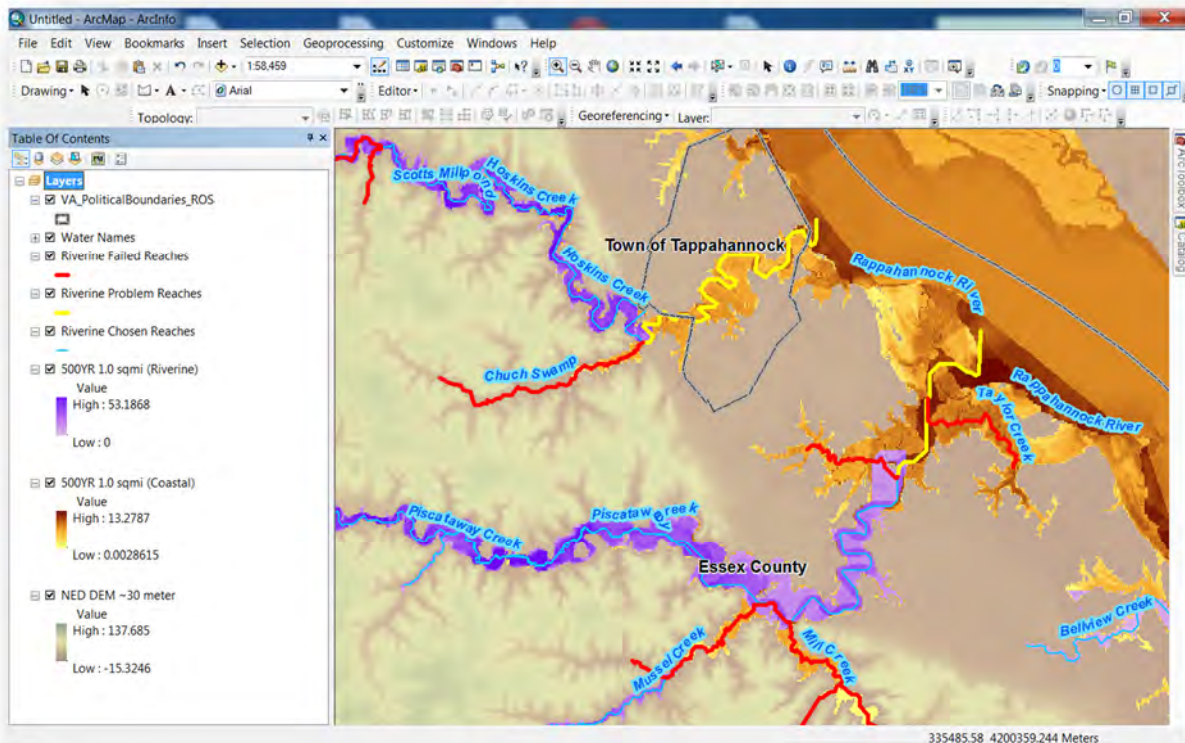 Untitled - ArcMap - ArcInfo
File Edit View Bookmarks Insert Selection Geoprocessing Customize Windows Help
1:58,459
Drawing Arial Editor Snapping
Topology: Georeferencing Layer:
Table Of Contents
Layers
VA_PoliticalBoundaries_ROS
Water Names
Riverine Failed Reaches
Riverine Problem Reaches
Riverine Chosen Reaches
500YR 1.0 sqmi (Riverine)
Value
High : 53.1868
Low : 0
500YR 1.0 sqmi (Coastal)
Value
High : 13.2787
Low : 0.0028615
NED DEM ~30 meter
Value
High : 137.685
Low : -15.3246
Scotts Millpond
Hoskins Creek
Town of Tappahannock
Hoskins Creek
Rappahannock River
Chuch Swamp
Rappahannock River
Taylor Creek
Piscataway Creek
Essex County
Mussel Creek
Mill Creek
Bellview Creek
ArcToolbox
Catalog
335485.58 4200359.244 Meters